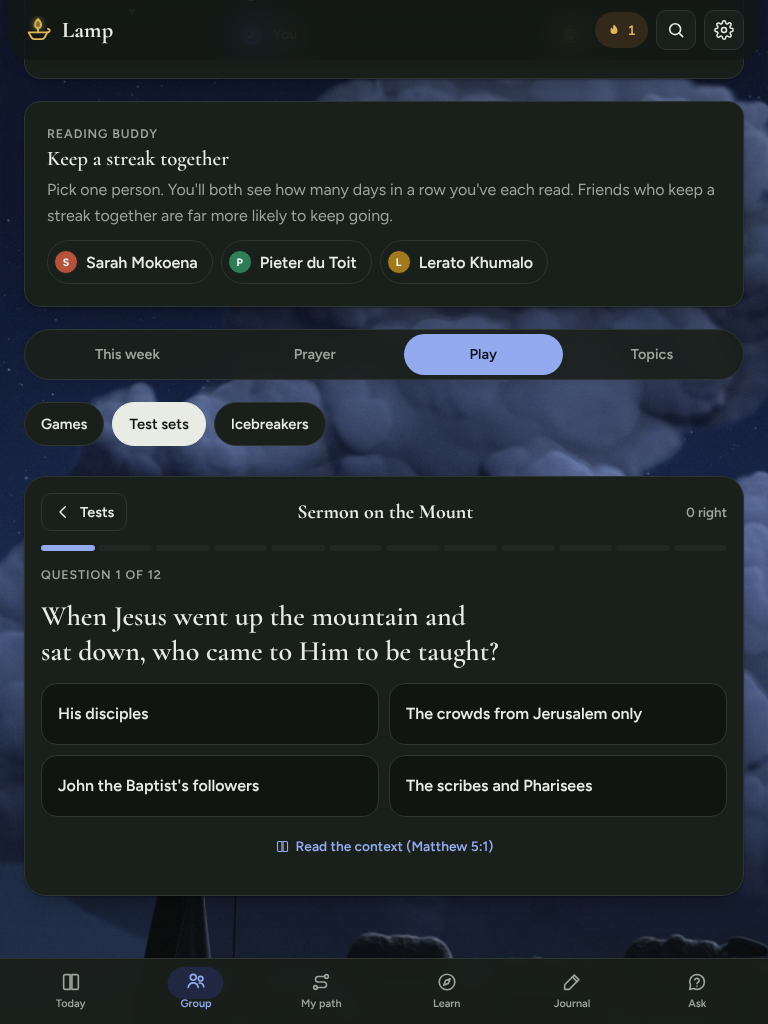 Lamp
You
1
READING BUDDY
Keep a streak together
Pick one person. You'll both see how many days in a row you've each read. Friends who keep a
streak together are far more likely to keep going.
S Sarah Mokoena
P Pieter du Toit
L Lerato Khumalo
This week
Prayer
Play
Topics
Games
Test sets
Icebreakers
Tests
Sermon on the Mount
0 right
QUESTION 1 OF 12
When Jesus went up the mountain and
sat down, who came to Him to be taught?
His disciples
The crowds from Jerusalem only
John the Baptist's followers
The scribes and Pharisees
Read the context (Matthew 5:1)
Today
Group
My path
Learn
Journal
Ask